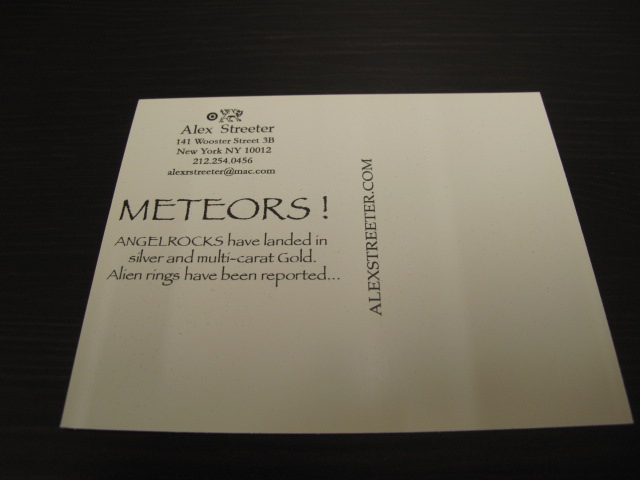 Alex Streeter
141 Wooster Street 3B
New York NY 10012
212.254.0456
alexrstreeter@mac.com
METEORS !
ANGELROCKS have landed in
silver and multi-carat Gold.
Alien rings have been reported...
ALEXSTREETER.COM